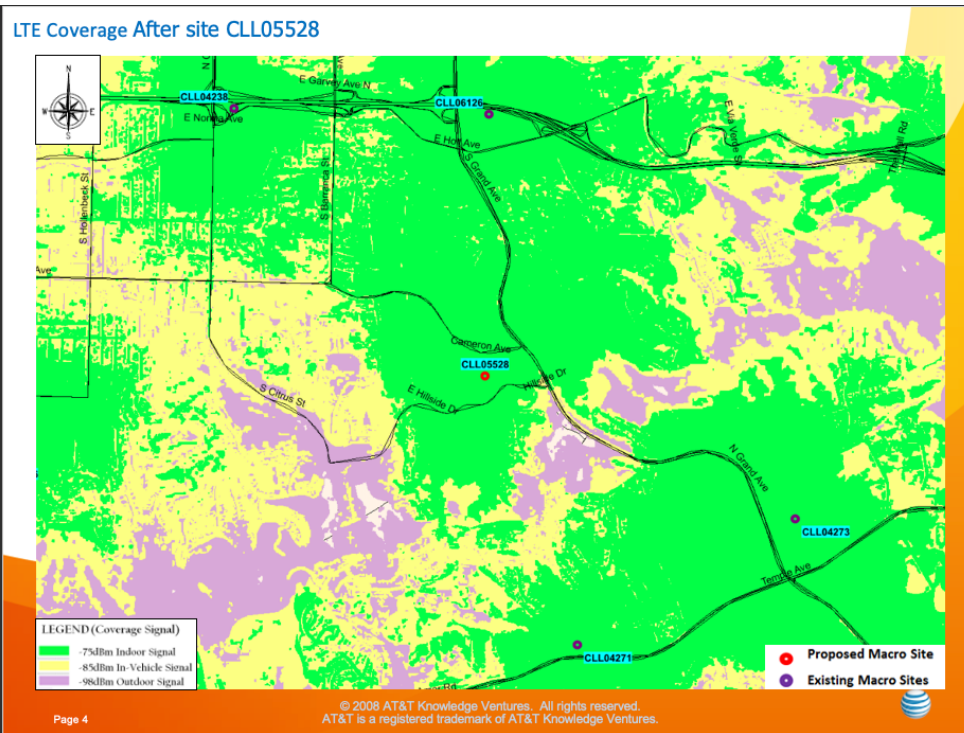 LTE Coverage After site CLL05528
N
W
E
S
E Garvey Ave N
CLL04238
CLL06126
E Via Verde St
E Holt Ave
S Grand Ave
S Barranca St
S Hollenbeck St
Ave
Cameron Ave
CLL05528
Hillside Dr
E Hillside Dr
S Citrus St
N Grand Ave
CLL04273
Temple Ave
CLL04271
LEGEND (Coverage Signal)
-75dBm Indoor Signal
-85dBm In-Vehicle Signal
-98dBm Outdoor Signal
Proposed Macro Site
Existing Macro Sites
Page 4
© 2008 AT&T Knowledge Ventures. All rights reserved.
AT&T is a registered trademark of AT&T Knowledge Ventures.